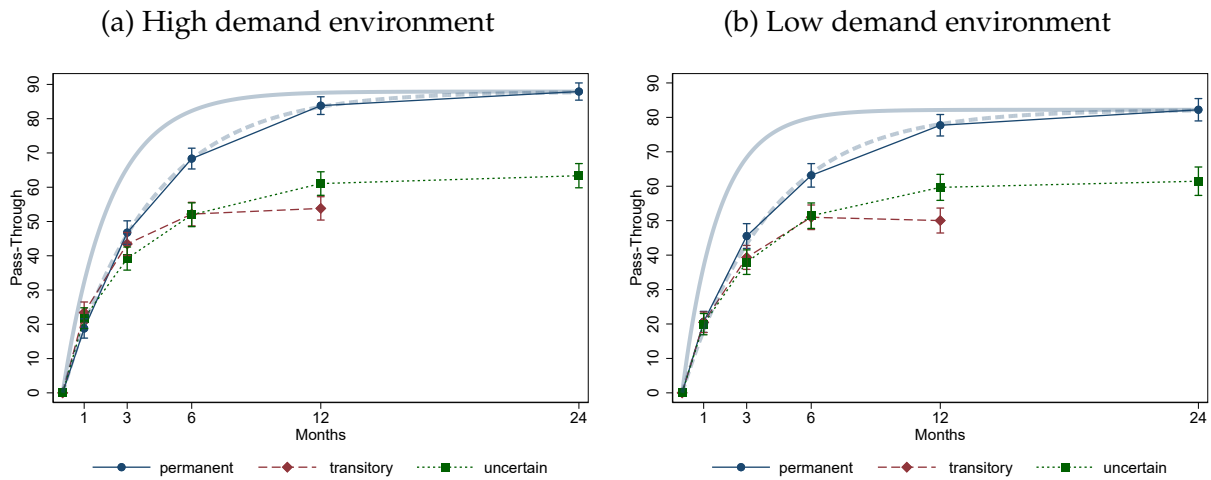 (a) High demand environment
Pass-Through
90
80
70
60
50
40
30
20
10
0
1 3 6 12 24
Months
permanent transitory uncertain
(b) Low demand environment
Pass-Through
90
80
70
60
50
40
30
20
10
0
1 3 6 12 24
Months
permanent transitory uncertain